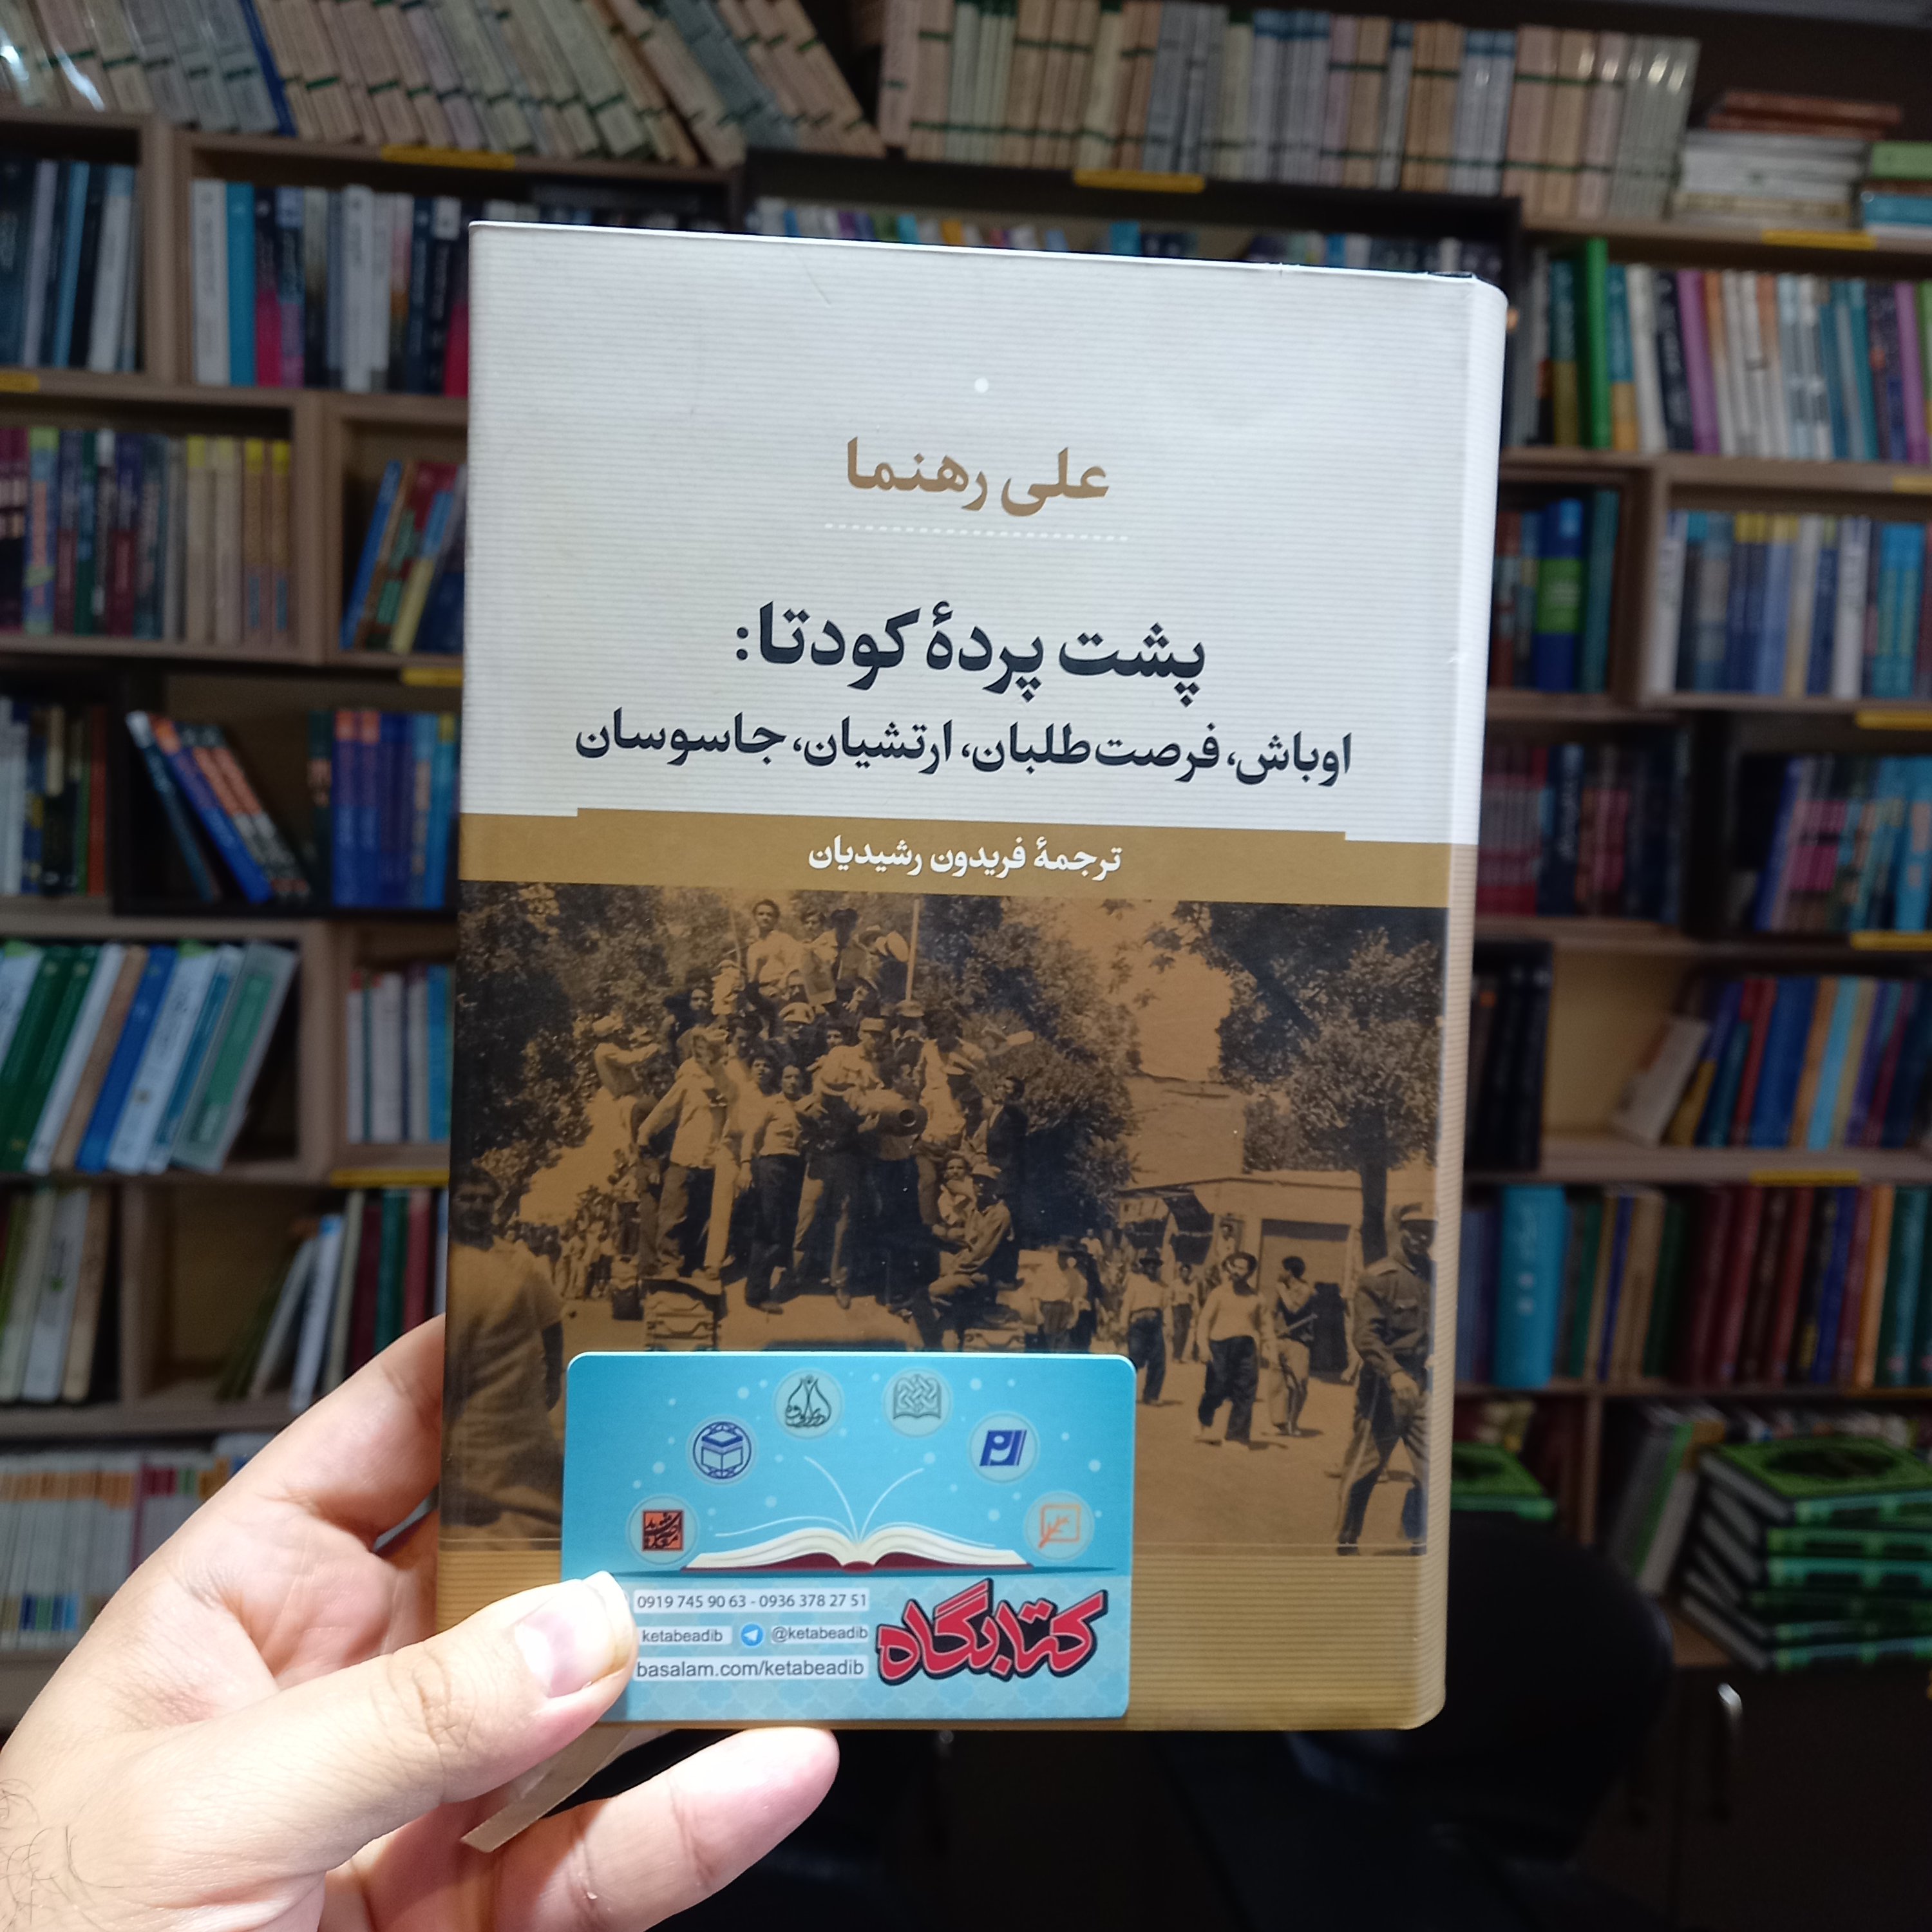 علی رهنما
پشت پردهٔ کودتا:
اوباش، فرصت‌طلبان، ارتشیان، جاسوسان
ترجمهٔ فریدون رشیدیان
0919 745 90 63 - 0936 378 27 51
ketabeadib @ketabeadib
basalam.com/ketabeadib
کتابگاه